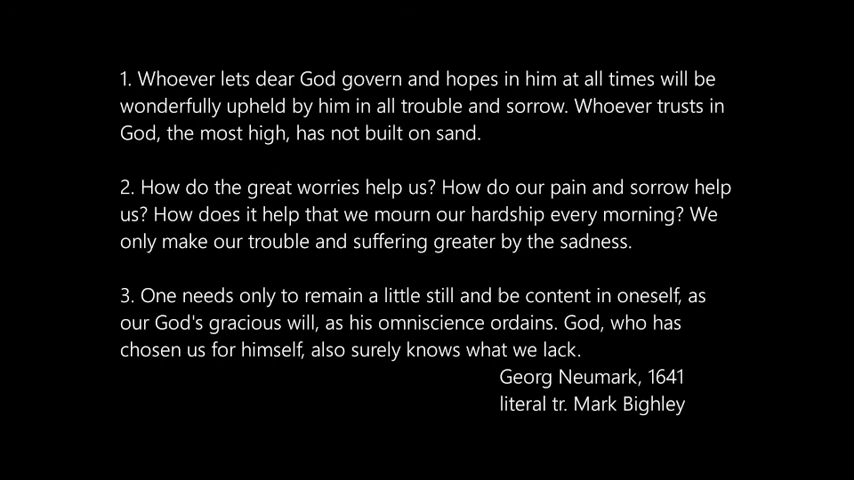 1. Whoever lets dear God govern and hopes in him at all times will be
wonderfully upheld by him in all trouble and sorrow. Whoever trusts in
God, the most high, has not built on sand.
2. How do the great worries help us? How do our pain and sorrow help
us? How does it help that we mourn our hardship every morning? We
only make our trouble and suffering greater by the sadness.
3. One needs only to remain a little still and be content in oneself, as
our God's gracious will, as his omniscience ordains. God, who has
chosen us for himself, also surely knows what we lack.
Georg Neumark, 1641
literal tr. Mark Bighley